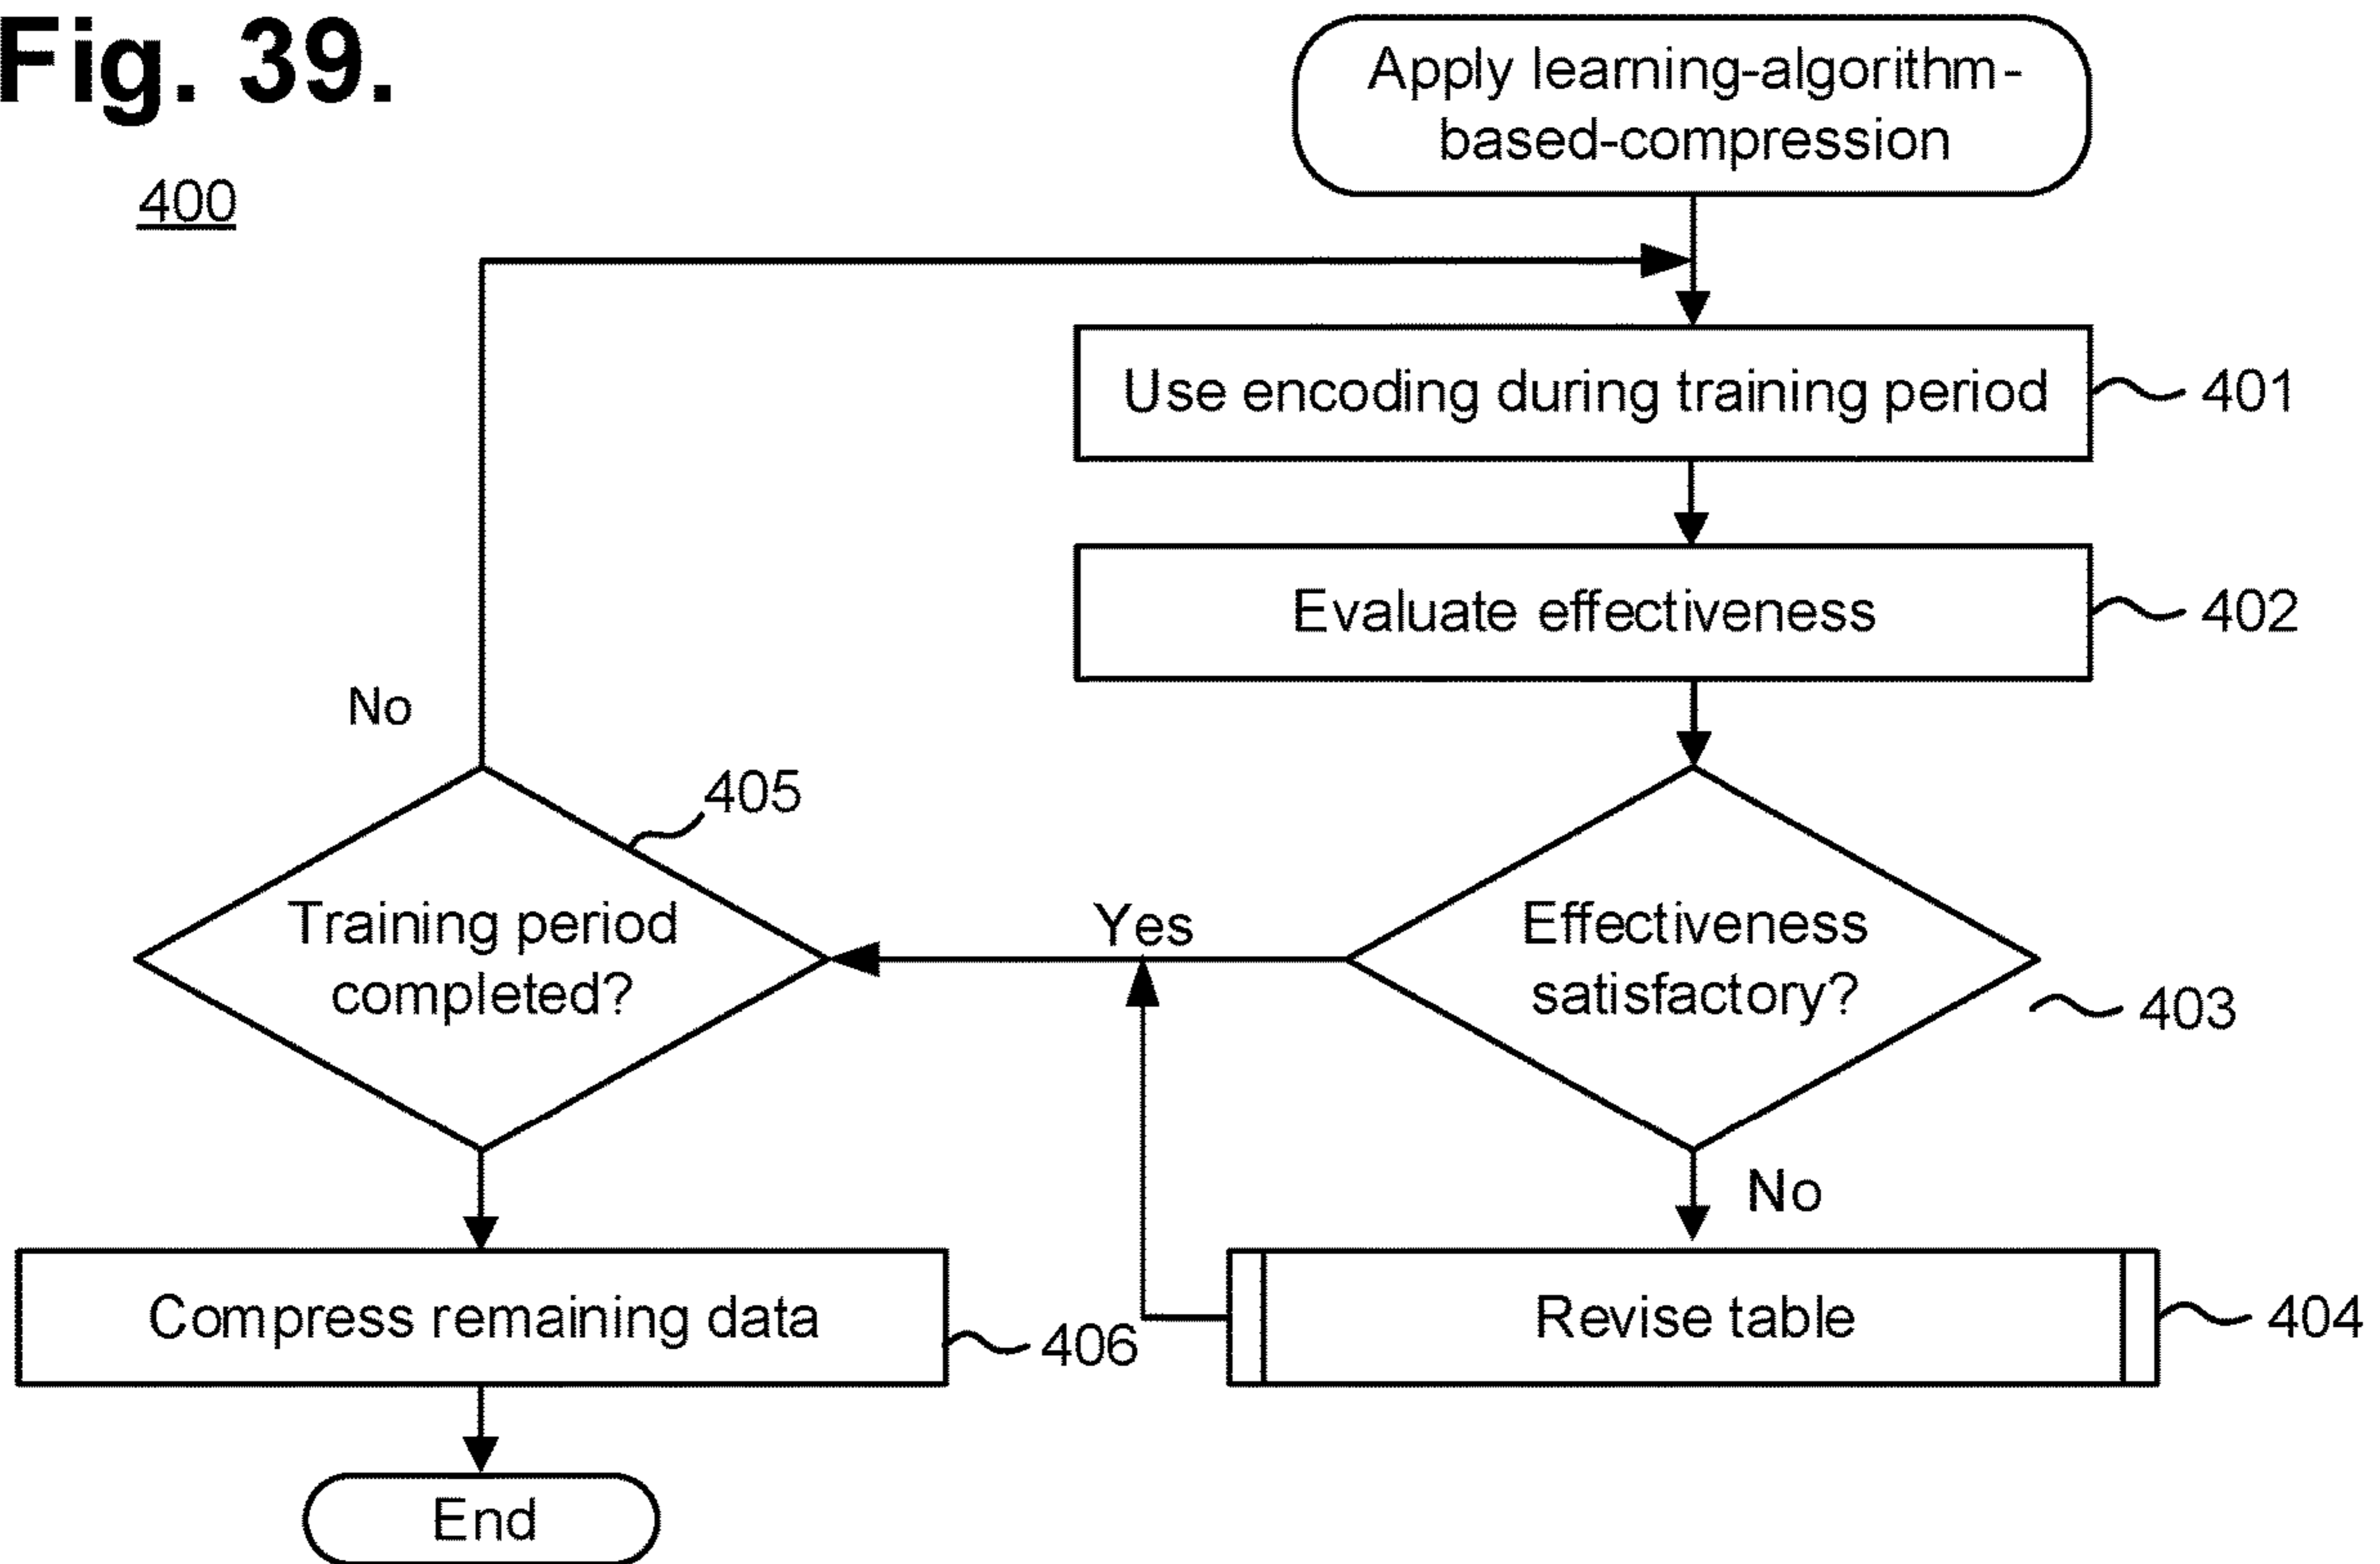 Fig. 39.
400
Apply learning-algorithm-
based-compression
Use encoding during training period
401
Evaluate effectiveness
402
No
405
Training period
completed?
Yes
Effectiveness
satisfactory?
403
No
Compress remaining data
406
Revise table
404
End